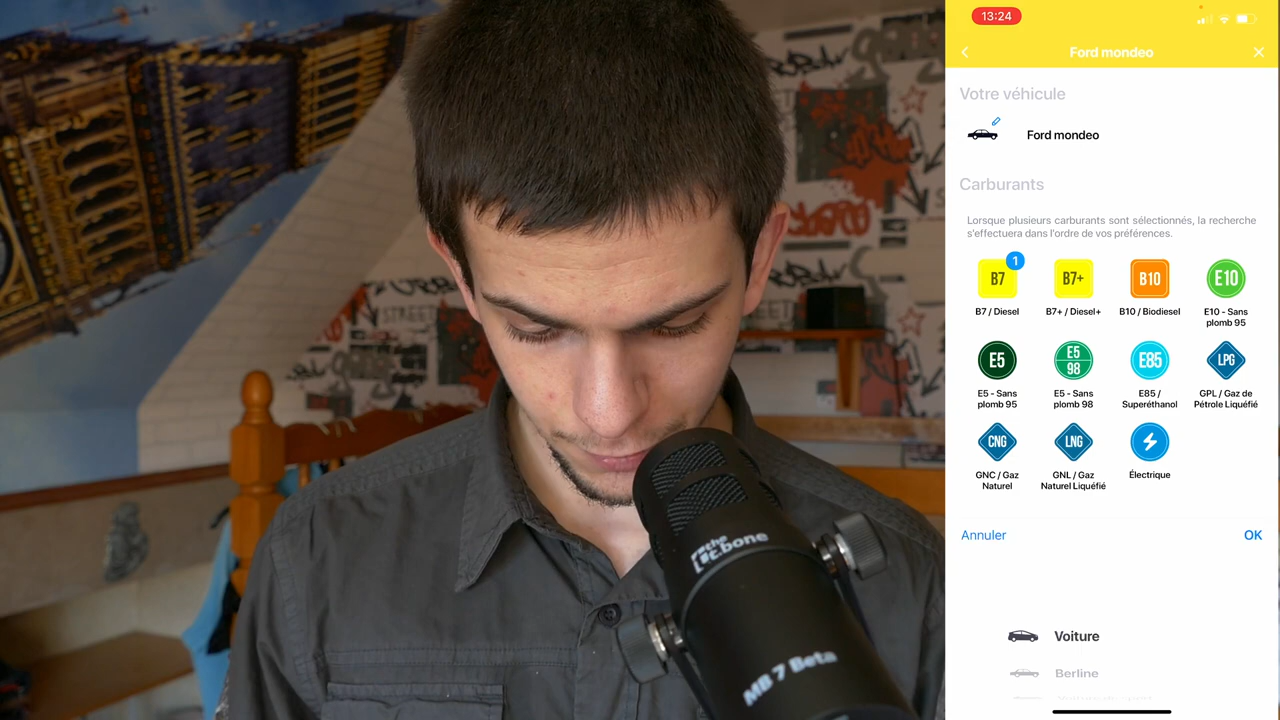 STREET
the
t.bone
MB 7 Beta
13:24
Ford mondeo
Votre véhicule
Ford mondeo
Carburants
Lorsque plusieurs carburants sont sélectionnés, la recherche
s'effectuera dans l'ordre de vos préférences.
B7 1 B7+ B10 E10
B7 / Diesel B7+ / Diesel+ B10 / Biodiesel E10 - Sans
plomb 95
E5 E5 98 E85 LPG
E5 - Sans E5 - Sans E85 / GPL / Gaz de
plomb 95 plomb 98 Superéthanol Pétrole Liquéfié
CNG LNG
GNC / Gaz GNL / Gaz Électrique
Naturel Naturel Liquéfié
Annuler OK
Voiture
Berline